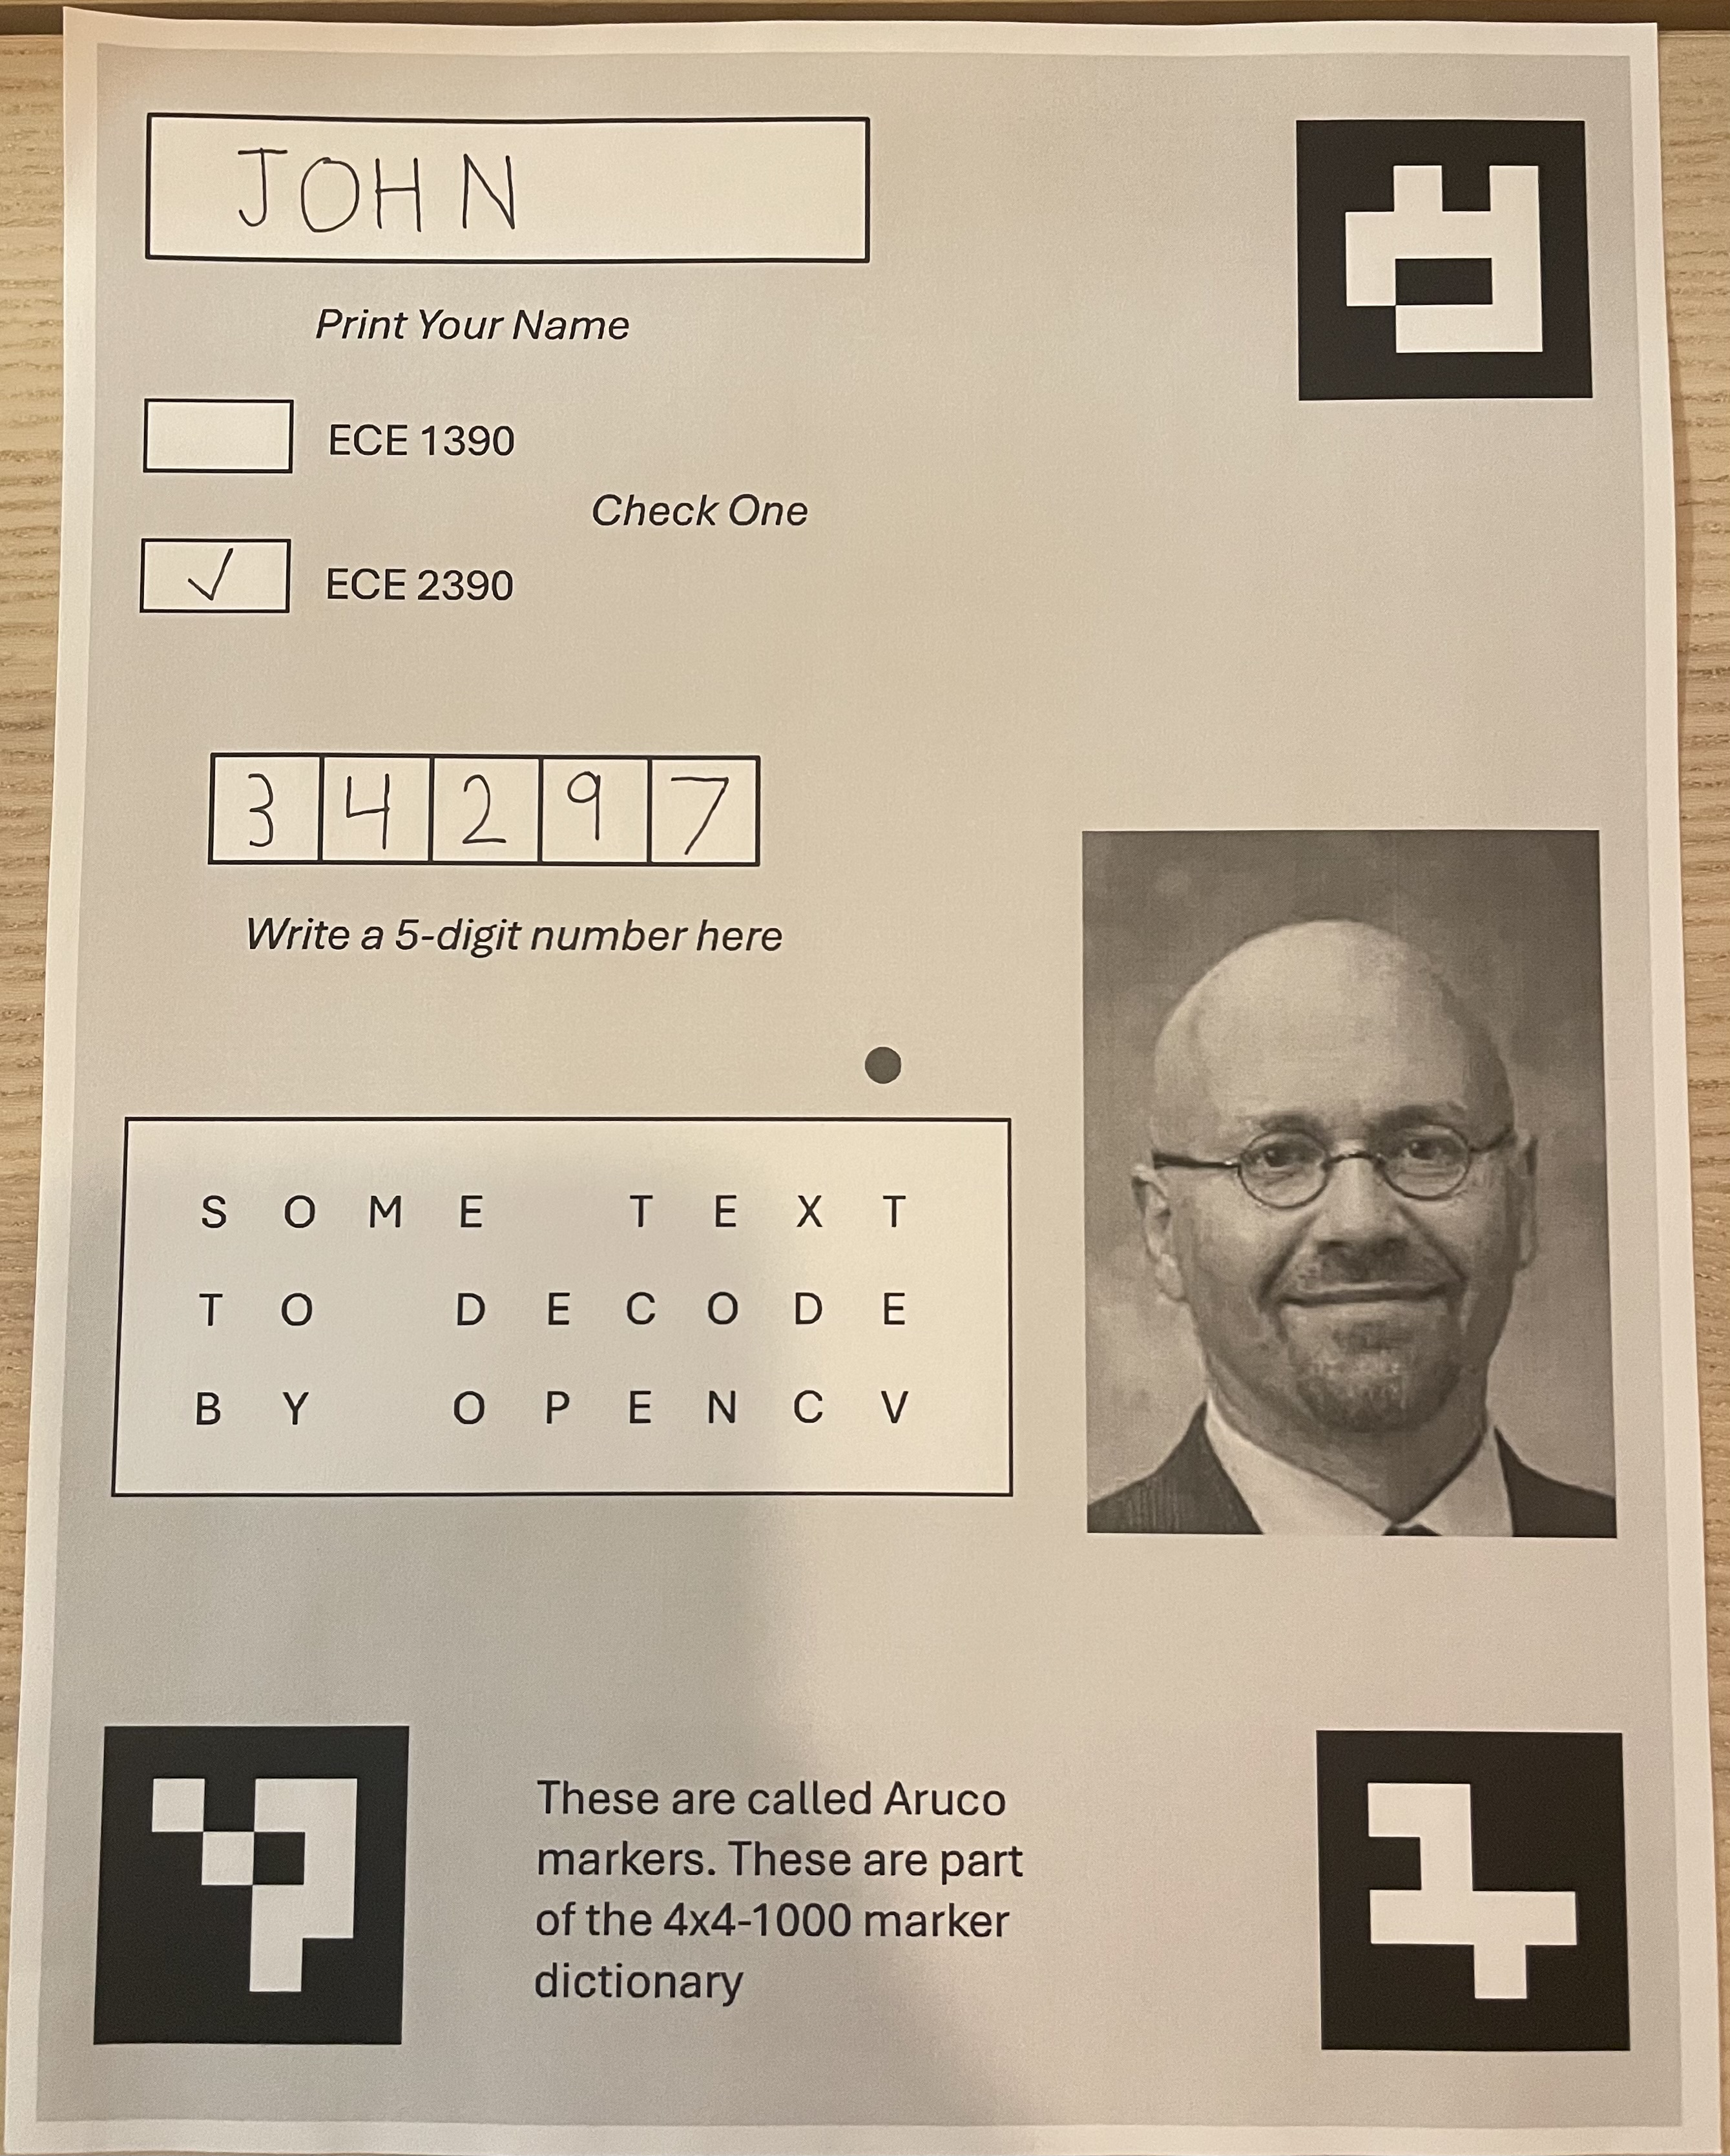 JOHN
Print Your Name
ECE 1390
Check One
ECE 2390
3 4 2 9 7
Write a 5-digit number here
S O M E  T E X T
T O  D E C O D E
B Y  O P E N C V
These are called Aruco
markers. These are part
of the 4x4-1000 marker
dictionary